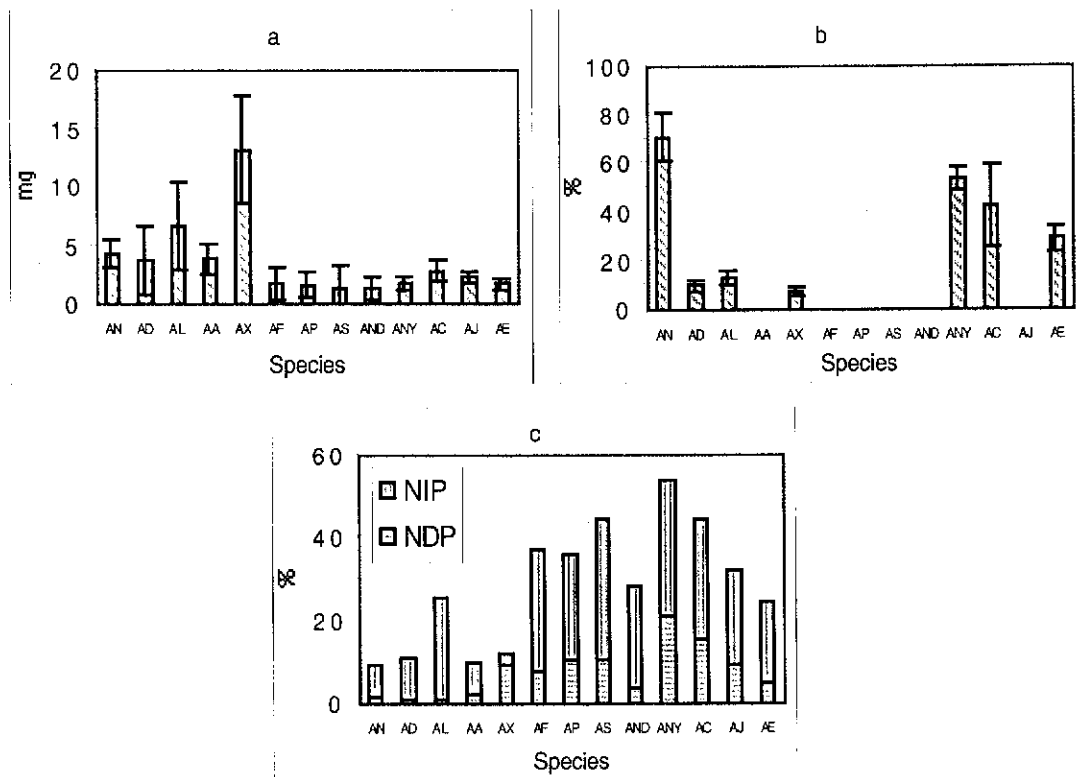 a
20
15
10
5
0
mg
AN AD AL AA AX AF AP AS AND ANY AC AJ AE
Species
b
100
80
60
40
20
0
%
AN AD AL AA AX AF AP AS AND ANY AC AJ AE
Species
c
60
40
20
0
%
NIP
NDP
AN AD AL AA AX AF AP AS AND ANY AC AJ AE
Species